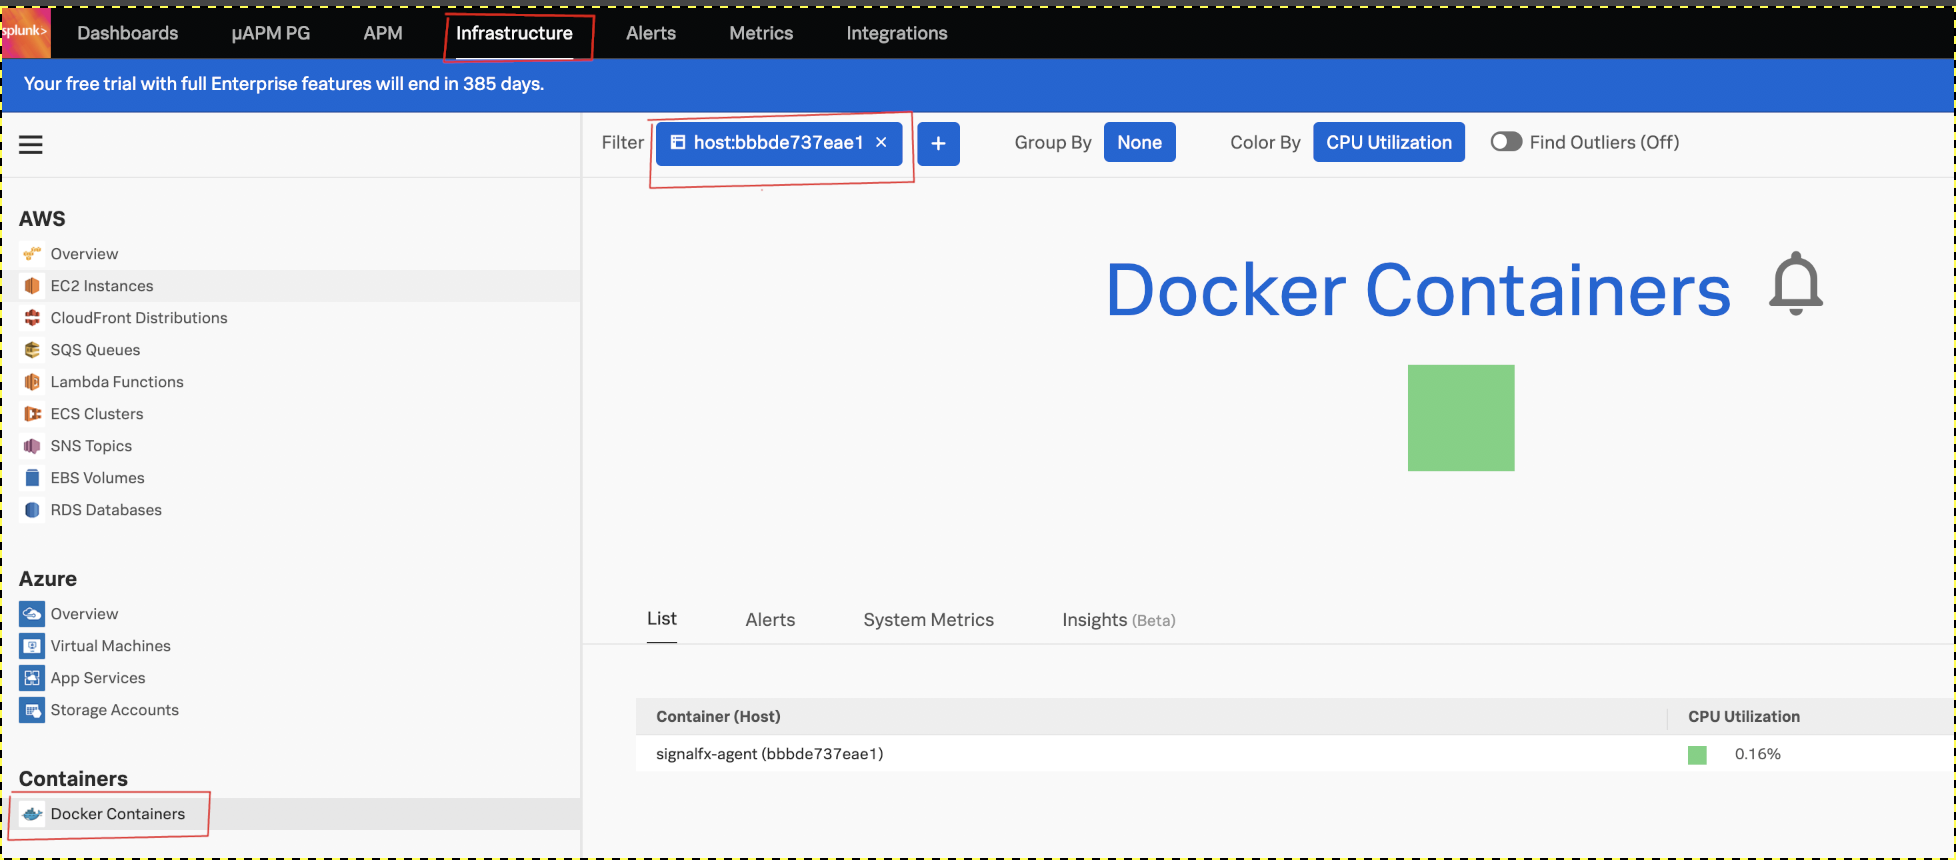 splunk> Dashboards µAPM PG APM Infrastructure Alerts Metrics Integrations
Your free trial with full Enterprise features will end in 385 days.
Filter host:bbbde737eae1 × + Group By None Color By CPU Utilization Find Outliers (Off)
AWS
Overview
EC2 Instances
CloudFront Distributions
SQS Queues
Lambda Functions
ECS Clusters
SNS Topics
EBS Volumes
RDS Databases
Azure
Overview
Virtual Machines
App Services
Storage Accounts
Containers
Docker Containers
Docker Containers
List Alerts System Metrics Insights (Beta)
Container (Host) CPU Utilization
signalfx-agent (bbbde737eae1) 0.16%